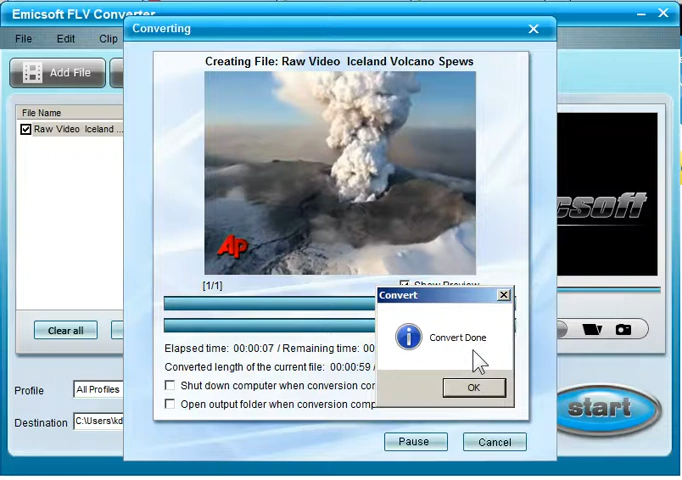 Emicsoft FLV Converter
Converting
File Edit Clip
Creating File: Raw Video Iceland Volcano Spews
Add File
File Name
Raw Video Iceland ...
AP
[1/1]
Show Preview
Convert
Convert Done
OK
Clear all
Elapsed time: 00:00:07 / Remaining time: 00
Converted length of the current file: 00:00:59 /
Profile
All Profiles
Shut down computer when conversion
Open output folder when conversion
Destination
C:\Users\kd
start
Pause
Cancel